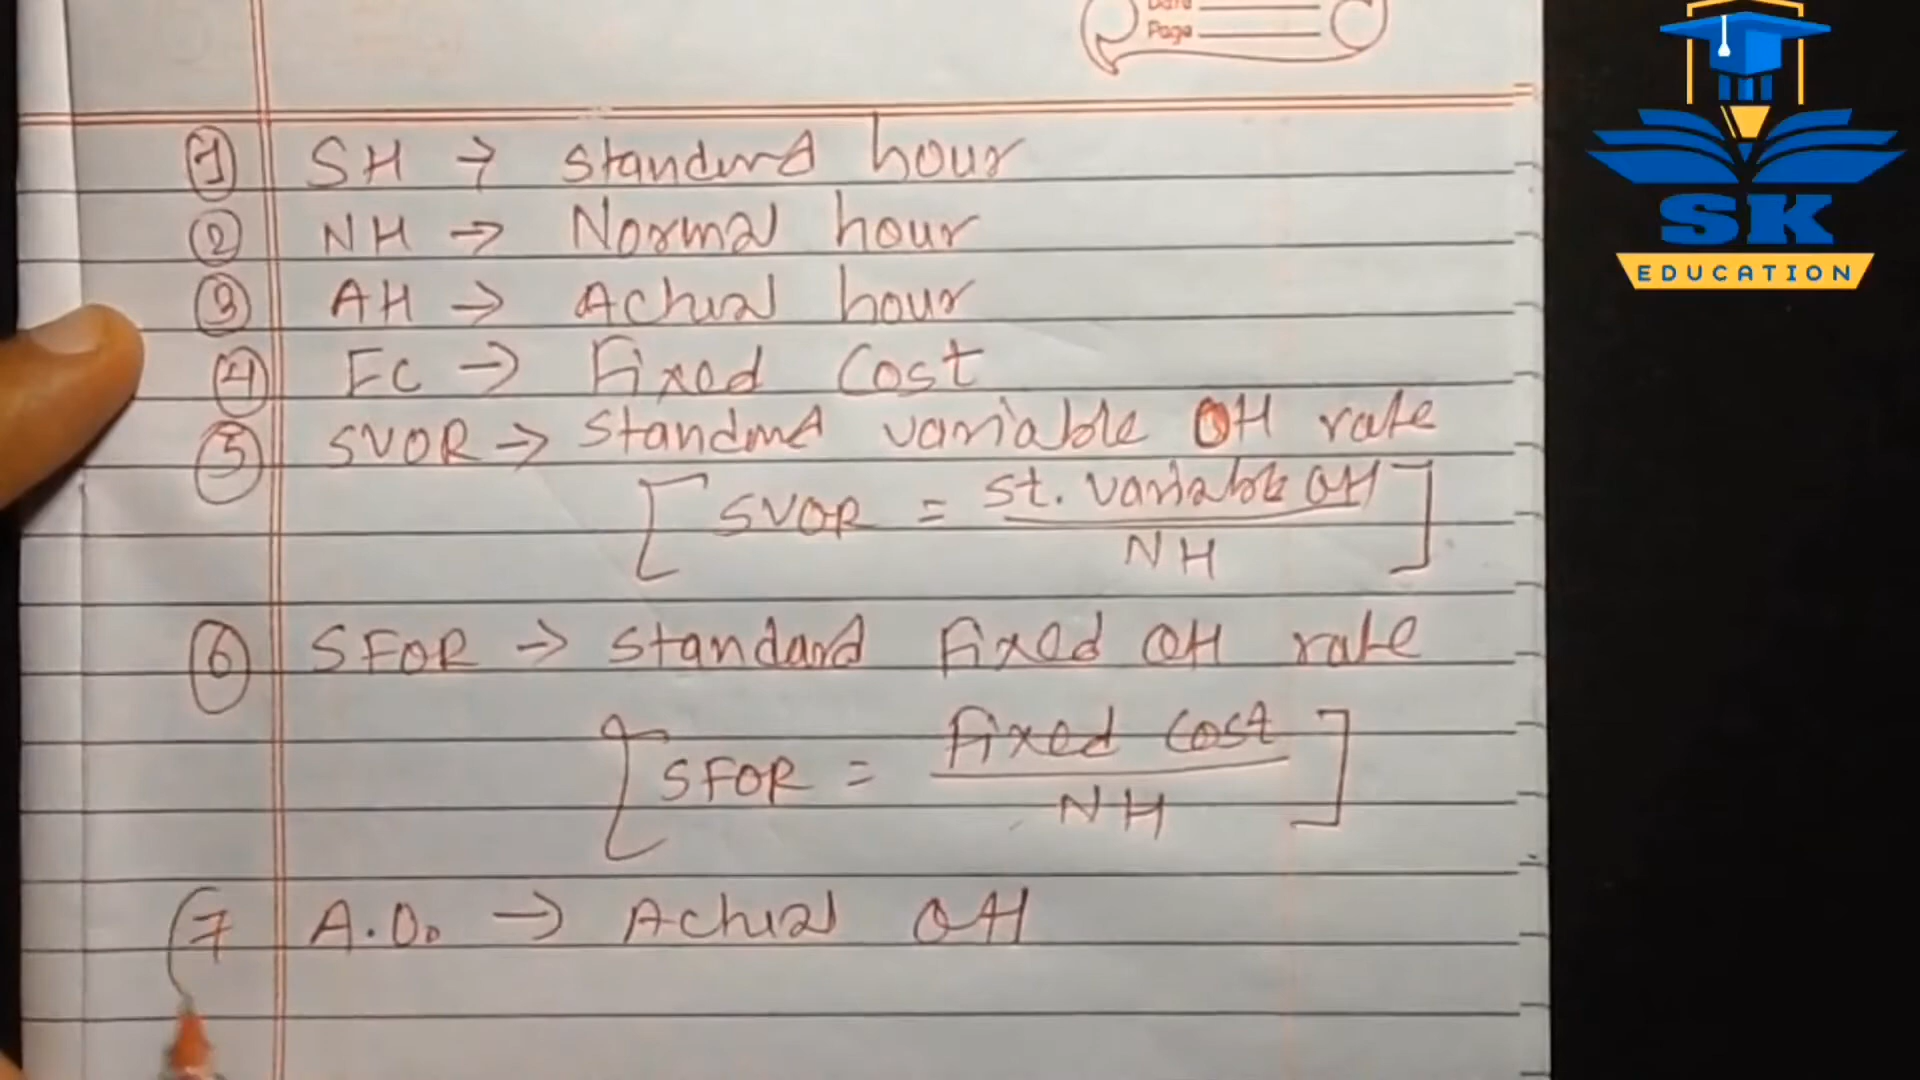 Date
Page
SK
EDUCATION
1 SH → Standard hour
2 NH → Normal hour
3 AH → Actual hour
4 FC → Fixed Cost
5 SVOR → Standard variable OH rate
[SVOR = St. variable OH / NH]
6 SFOR → Standard Fixed OH rate
[SFOR = Fixed Cost / NH]
7 A.O. → Actual OH